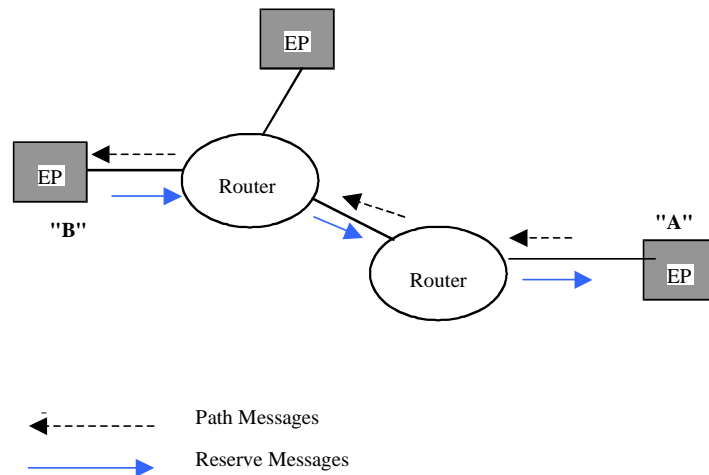 EP
EP
Router
"B"
"A"
Router
EP
Path Messages
Reserve Messages